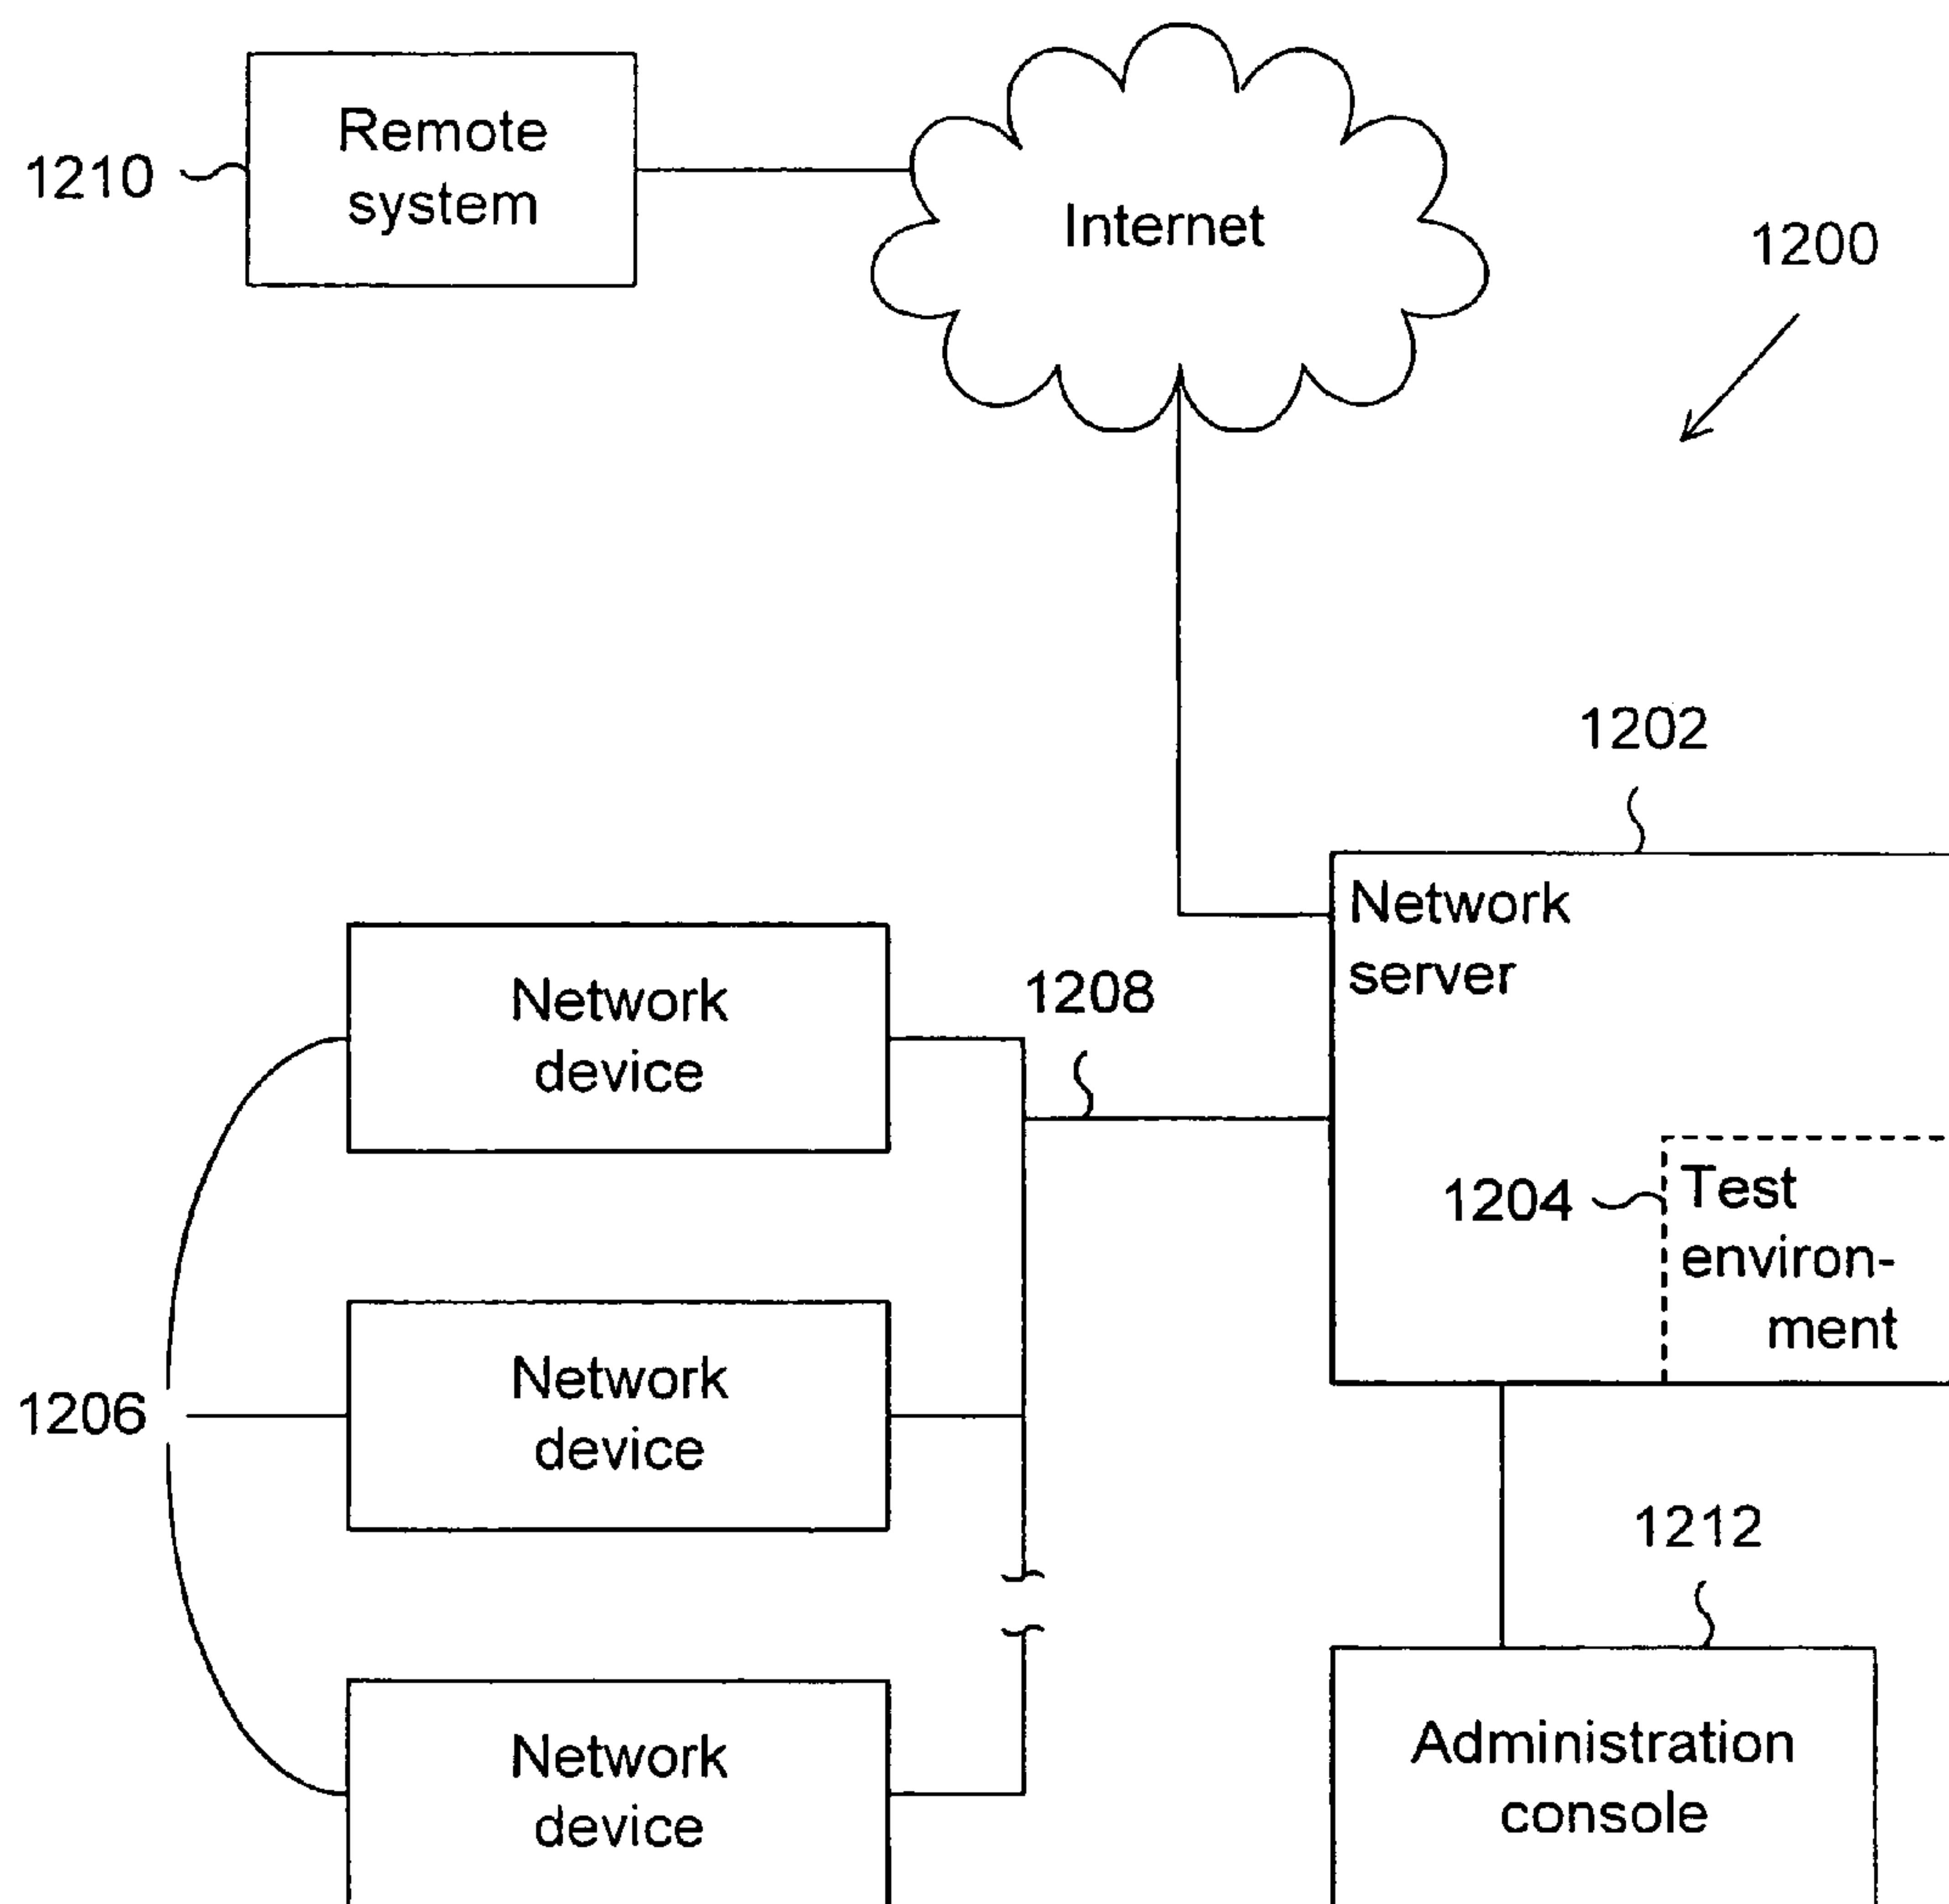 Remote
system
1210
Internet
1200
1202
Network
server
1208
Network
device
1204
Test
environ-
ment
Network
device
1206
1212
Network
device
Administration
console